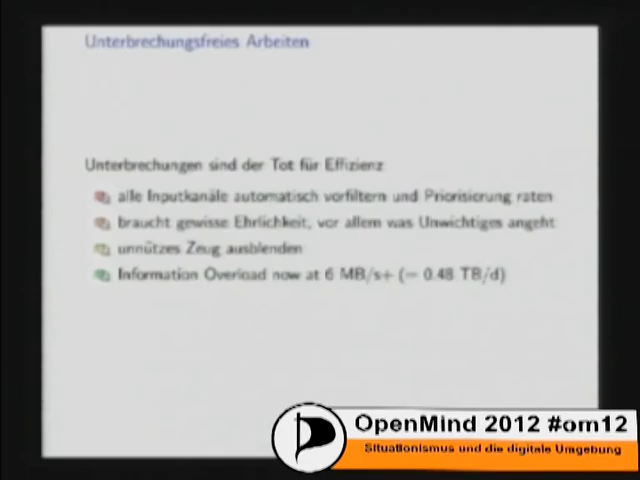 Unterbrechungsfreies Arbeiten
Unterbrechungen sind der Tot für Effizienz
alle Inputkanäle automatisch vorfiltern und Priorisierung raten
braucht gewisse Ehrlichkeit, vor allem was Unwichtiges angeht
unnützes Zeug ausblenden
Information Overload now at 6 MB/s+ (= 0.48 TB/d)
OpenMind 2012 #om12
Situationismus und die digitale Umgebung